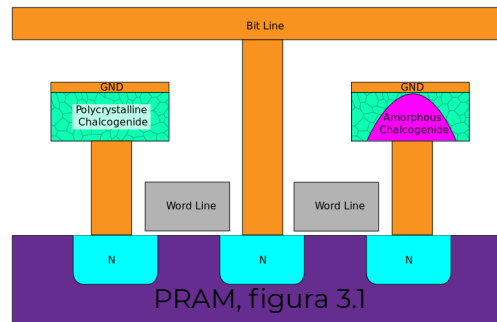 Bit Line
GND
Polycrystalline
Chalcogenide
GND
Amorphous
Chalcogenide
Word Line
Word Line
N
N
N
PRAM, figura 3.1